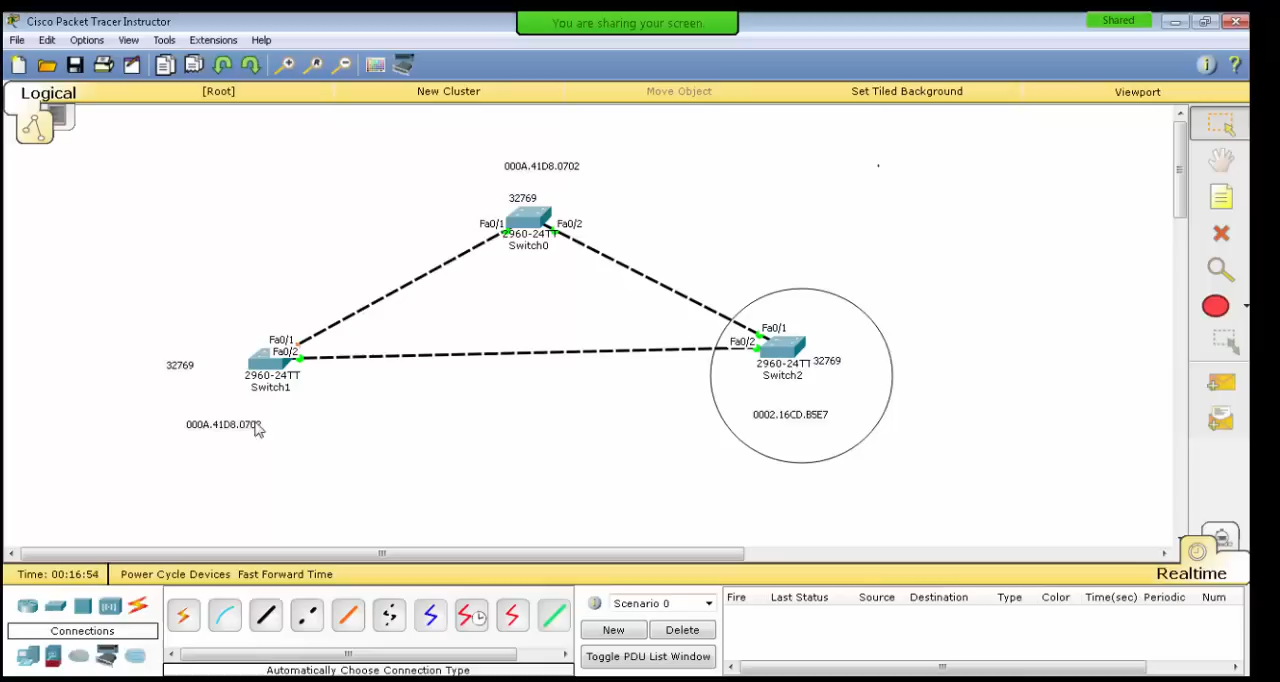 Cisco Packet Tracer Instructor
You are sharing your screen.
Shared
File Edit Options View Tools Extensions Help
Logical
[Root]
New Cluster
Move Object
Set Tiled Background
Viewport
000A.41D8.0702
32769
Fa0/1
Fa0/2
2960-24TT
Switch0
Fa0/1
Fa0/2
32769
2960-24TT
Switch1
Fa0/1
Fa0/2
2960-24TT
32769
Switch2
0002.16CD.B5E7
Time: 00:16:54
Power Cycle Devices Fast Forward Time
Realtime
Connections
Automatically Choose Connection Type
Scenario 0
New
Delete
Toggle PDU List Window
Fire Last Status Source Destination Type Color Time(sec) Periodic Num